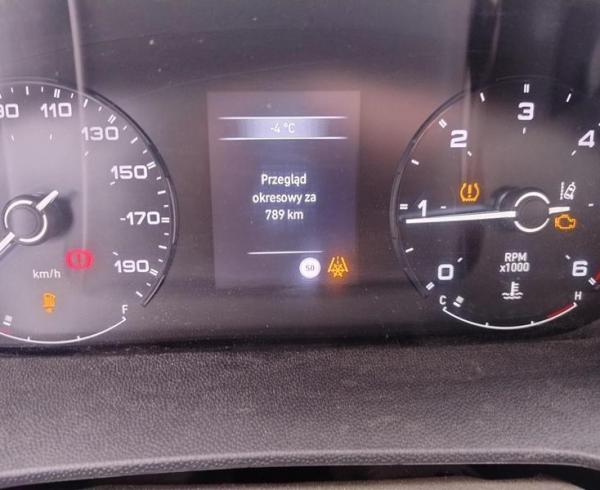 90 110
130
150
170
190
km/h
F
-4 °C
Przegląd
okresowy za
789 km
50
3
2
4
1
0
RPM
x1000
6
C
H